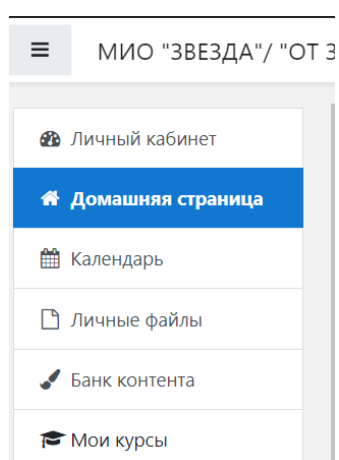 МИО "ЗВЕЗДА"/ "ОТ З
Личный кабинет
Домашняя страница
Календарь
Личные файлы
Банк контента
Мои курсы